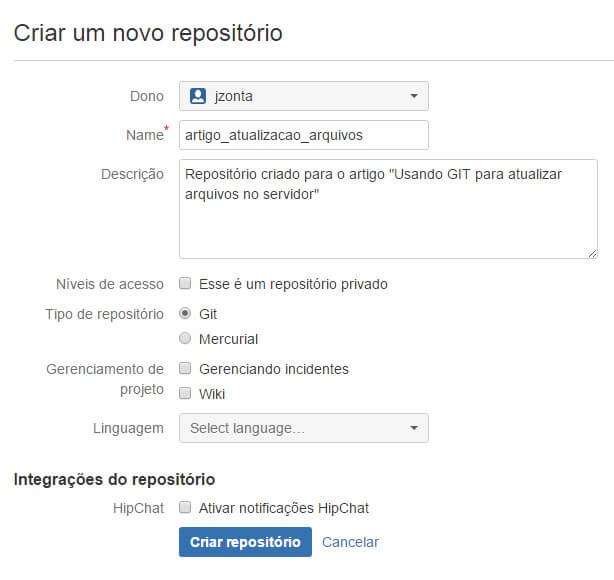 Criar um novo repositório
Dono jzonta
Name* artigo_atualizacao_arquivos
Descrição Repositório criado para o artigo "Usando GIT para atualizar
arquivos no servidor"
Níveis de acesso Esse é um repositório privado
Tipo de repositório Git
Mercurial
Gerenciamento de Gerenciando incidentes
projeto Wiki
Linguagem Select language...
Integrações do repositório
HipChat Ativar notificações HipChat
Criar repositório Cancelar